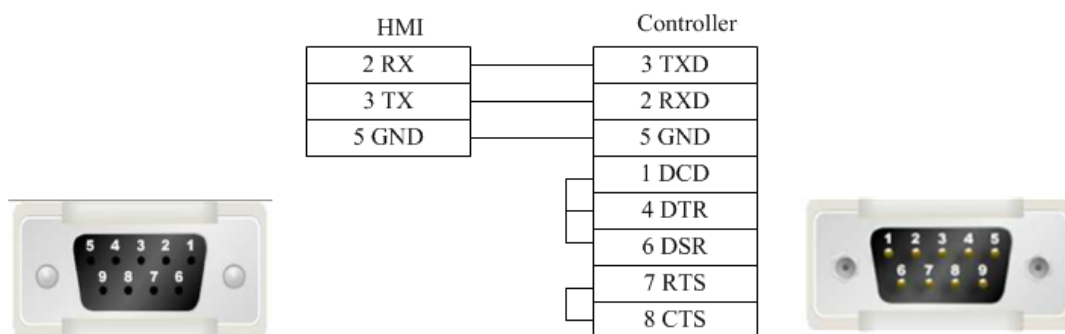 HMI
2 RX
3 TX
5 GND
Controller
3 TXD
2 RXD
5 GND
1 DCD
4 DTR
6 DSR
7 RTS
8 CTS
5 4 3 2 1
9 8 7 6
1 2 3 4 5
6 7 8 9